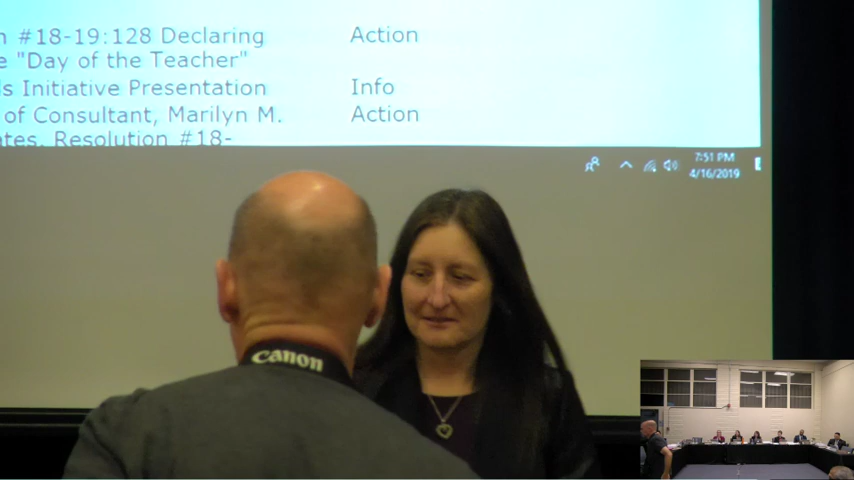 n #18-19:128 Declaring Action
e "Day of the Teacher"
ls Initiative Presentation Info
of Consultant, Marilyn M. Action
ates, Resolution #18-
7:51 PM
4/16/2019
Canon